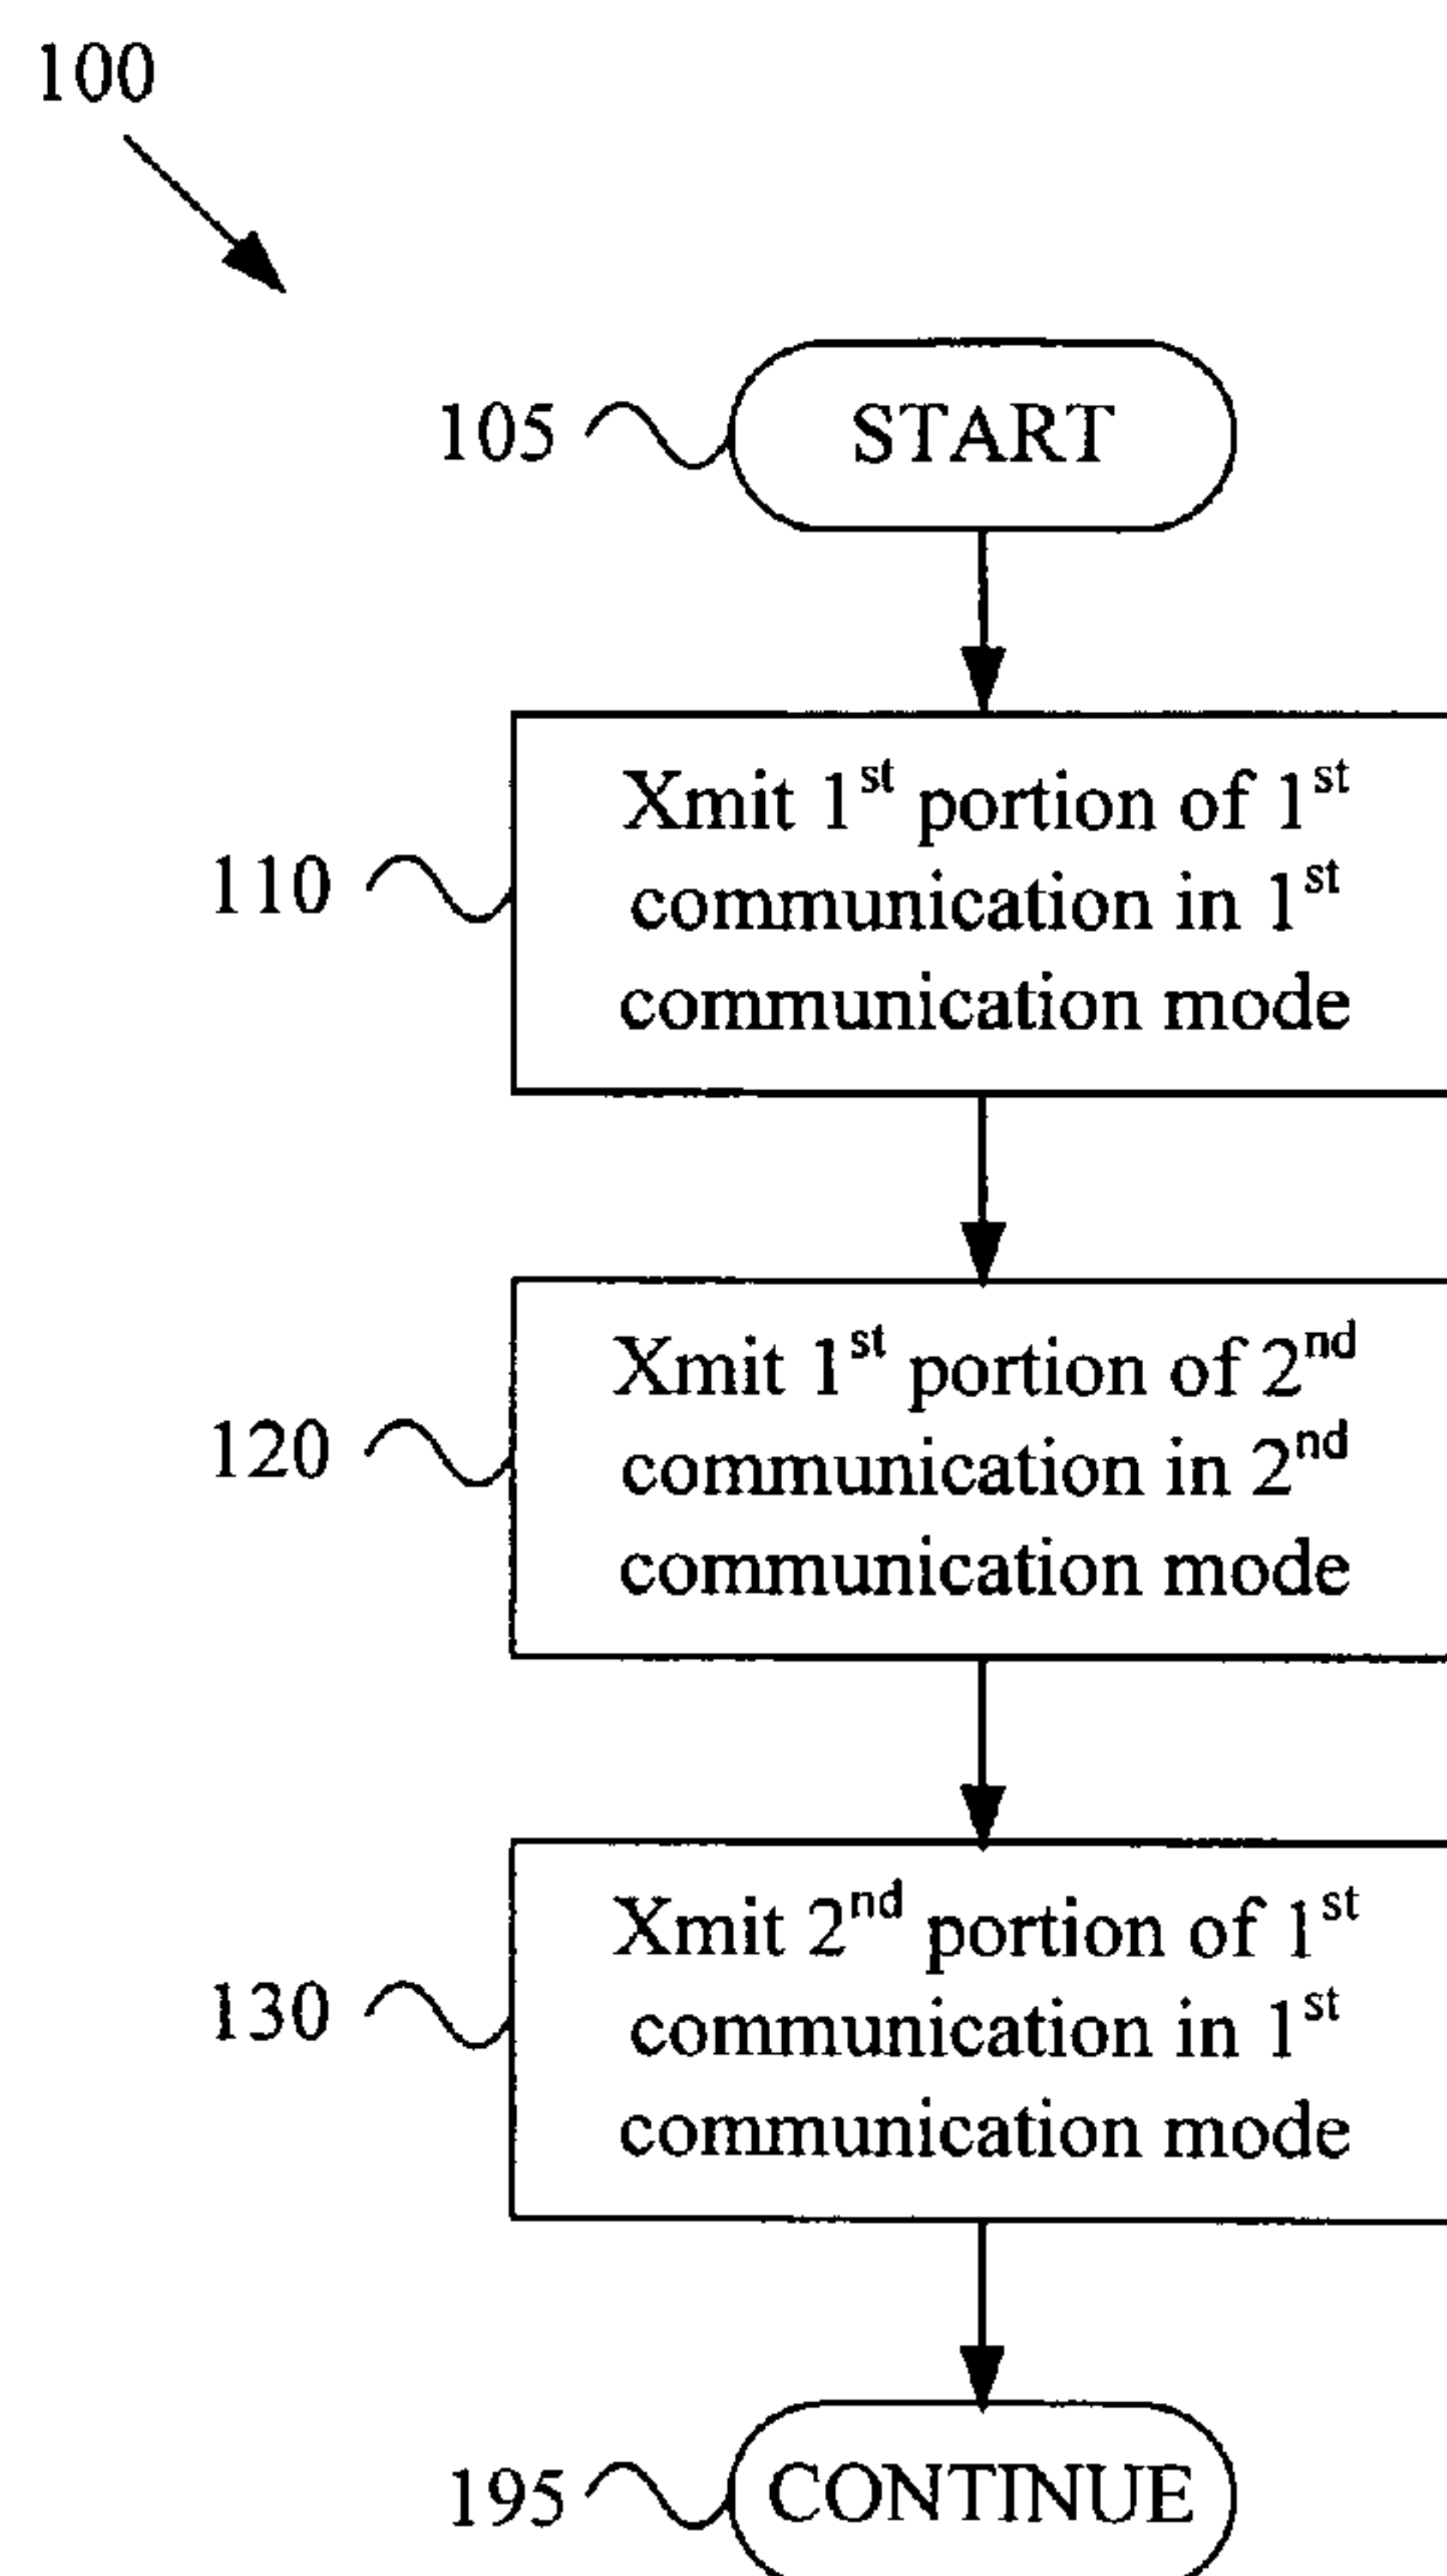 100
105 START
110
Xmit 1st portion of 1st
communication in 1st
communication mode
120
Xmit 1st portion of 2nd
communication in 2nd
communication mode
130
Xmit 2nd portion of 1st
communication in 1st
communication mode
195 CONTINUE